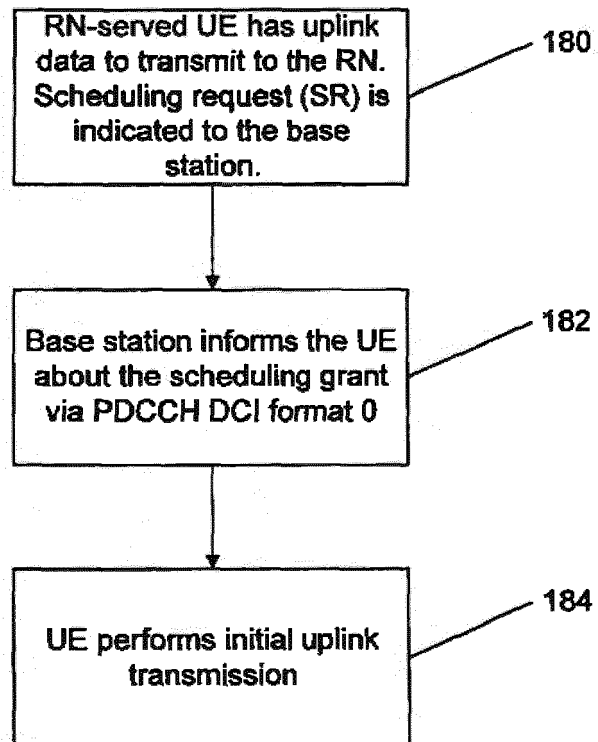 RN-served UE has uplink
data to transmit to the RN.
Scheduling request (SR) is
indicated to the base
station.
180
Base station informs the UE
about the scheduling grant
via PDCCH DCI format 0
182
UE performs initial uplink
transmission
184